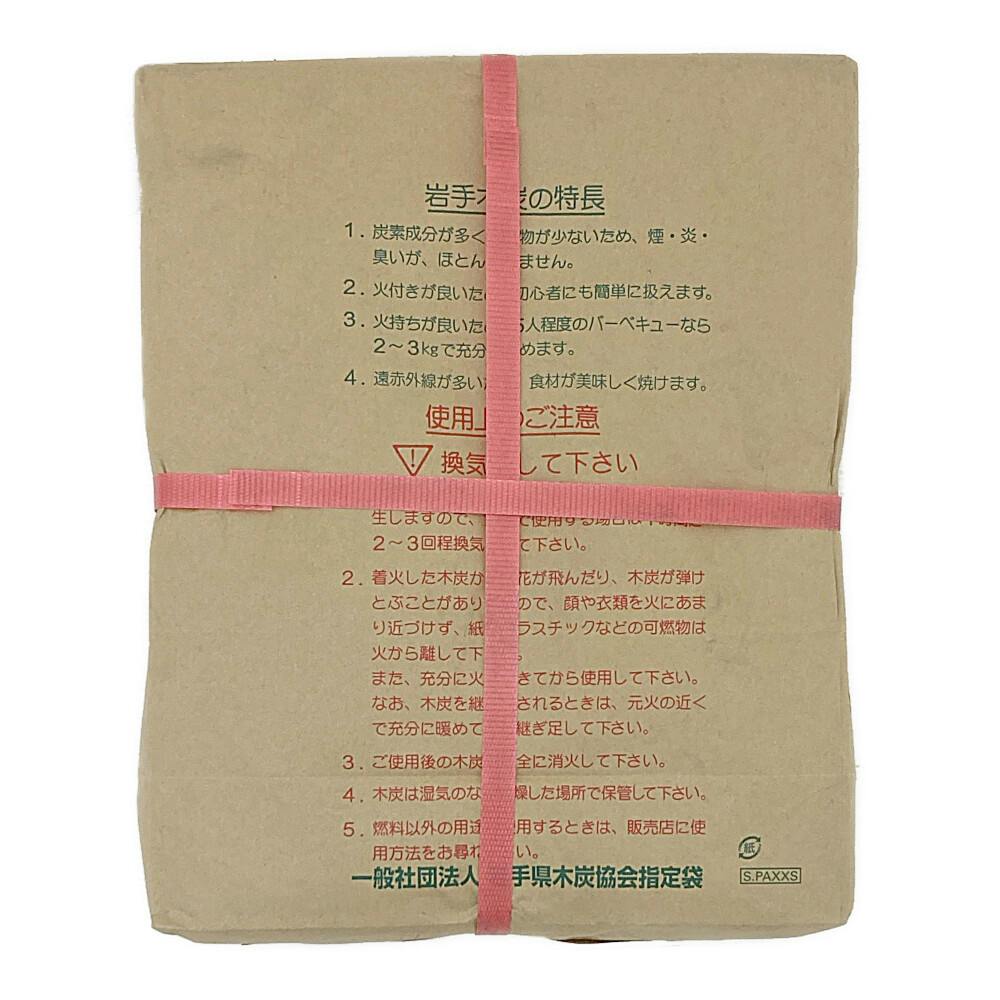 岩手木炭の特長
1. 炭素成分が多く 物が少ないため、煙・炎・
臭いが、ほとん ません。
2. 火付きが良いため 初心者にも簡単に扱えます。
3. 火持ちが良いため 5人程度のバーベキューなら
2〜3kgで充分 めます。
4. 遠赤外線が多い 食材が美味しく焼けます。
使用上のご注意
換気 して下さい
生しますので、 で使用する場合は1時間に
2〜3回程換気 て下さい。
2. 着火した木炭か 花が飛んだり、木炭が弾け
とぶことがあり ので、顔や衣類を火にあま
り近づけず、紙 ラスチックなどの可燃物は
火から離して下 。
また、充分に火 きてから使用して下さい。
なお、木炭を継 されるときは、元火の近く
で充分に暖めて 継ぎ足して下さい。
3. ご使用後の木炭 全に消火して下さい。
4. 木炭は湿気のな 燥した場所で保管して下さい。
5. 燃料以外の用途 使用するときは、販売店に使
用方法をお尋ね い。
一般社団法人 手県木炭協会指定袋
紙
S.PAXXS